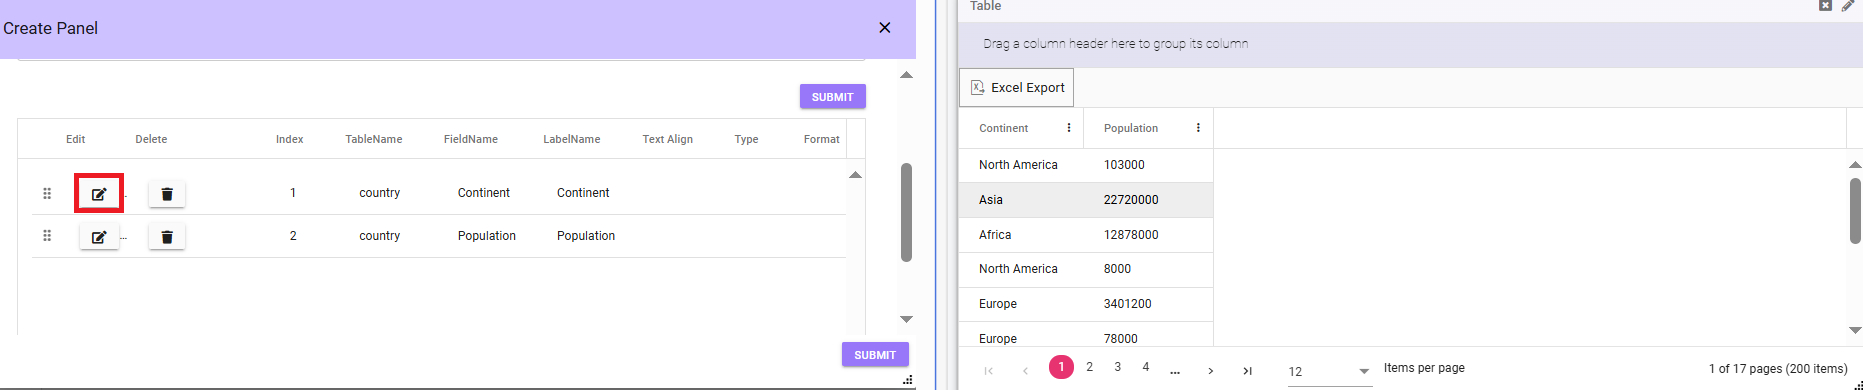 Create Panel
SUBMIT
Edit Delete Index TableName FieldName LabelName Text Align Type Format
1 country Continent Continent
... 2 country Population Population
SUBMIT
Table
Drag a column header here to group its column
Excel Export
Continent Population
North America 103000
Asia 22720000
Africa 12878000
North America 8000
Europe 3401200
Europe 78000
1 2 3 4 ... 12 Items per page 1 of 17 pages (200 items)